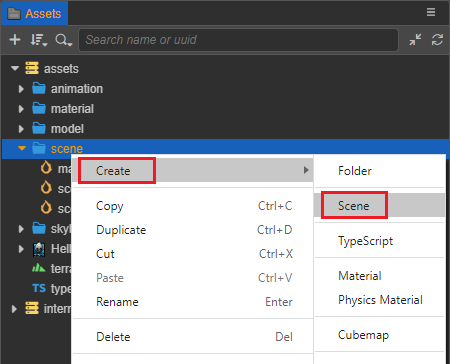 Assets
Search name or uuid
assets
animation
material
model
scene
ma
Create
Folder
sc
Copy
Ctrl+C
Scene
sc
Duplicate
Ctrl+D
sky
Cut
Ctrl+X
TypeScript
Hell
Paste
Ctrl+V
terra
Material
TS
type
Rename
Enter
Physics Material
intern
Delete
Del
Cubemap